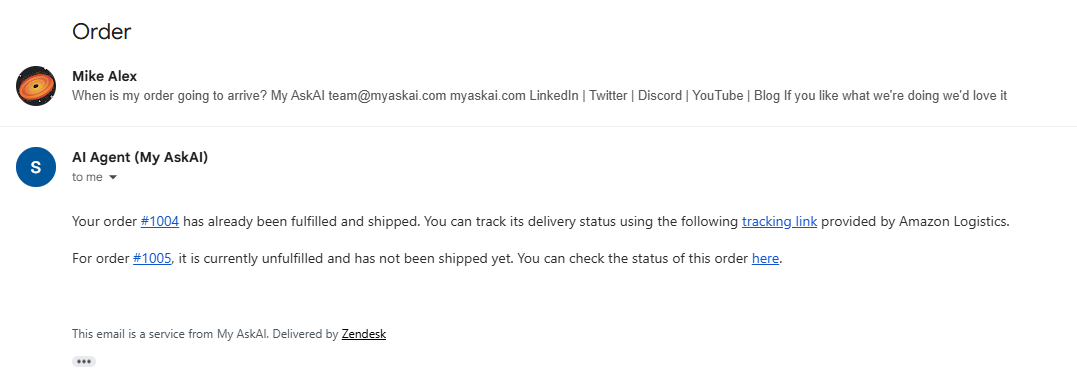 Order
Mike Alex
When is my order going to arrive? My AskAI team@myaskai.com myaskai.com LinkedIn | Twitter | Discord | YouTube | Blog If you like what we're doing we'd love it
S
AI Agent (My AskAI)
to me
Your order #1004 has already been fulfilled and shipped. You can track its delivery status using the following tracking link provided by Amazon Logistics.
For order #1005, it is currently unfulfilled and has not been shipped yet. You can check the status of this order here.
This email is a service from My AskAI. Delivered by Zendesk